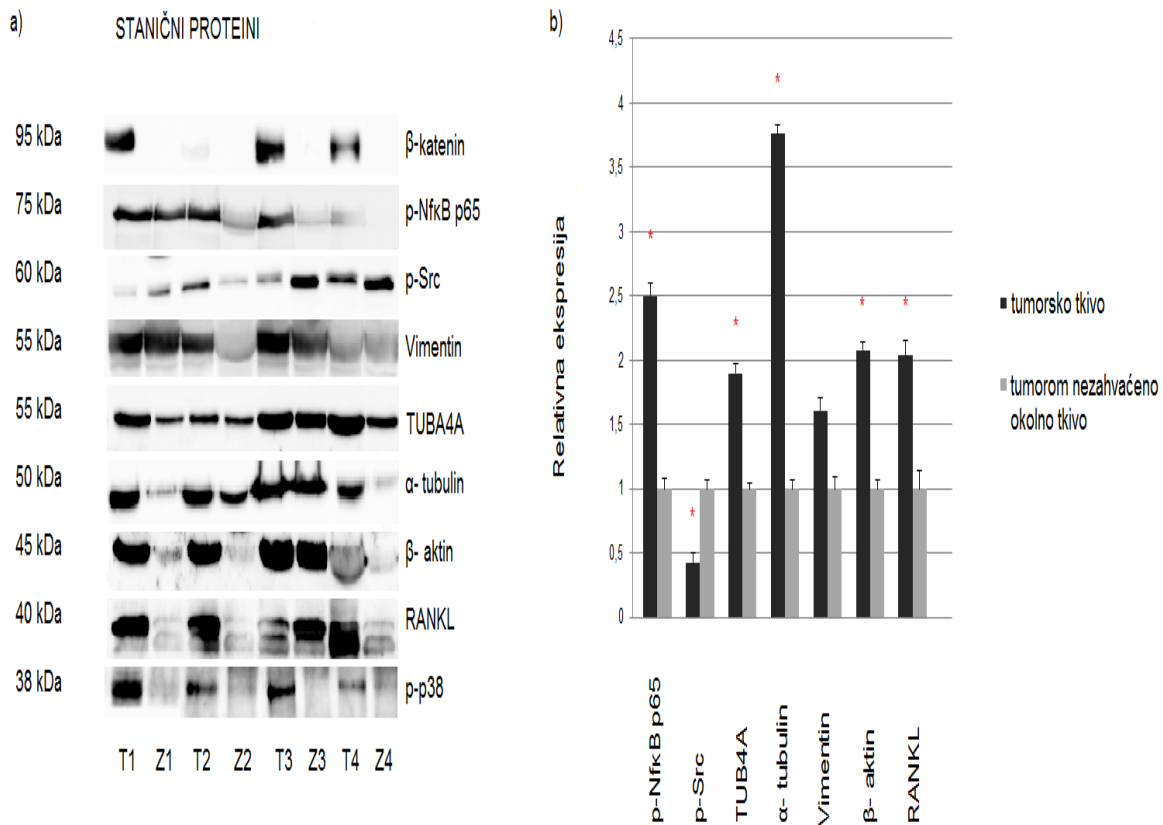 a)
STANIČNI PROTEINI
95 kDa
β-katenin
75 kDa
p-NfκB p65
60 kDa
p-Src
55 kDa
Vimentin
55 kDa
TUBA4A
50 kDa
α- tubulin
45 kDa
β- aktin
40 kDa
RANKL
38 kDa
p-p38
T1 Z1 T2 Z2 T3 Z3 T4 Z4
b)
Relativna ekspresija
4,5
4
3,5
3
2,5
2
1,5
1
0,5
0
*
*
*
*
*
*
p-NfκB p65
p-Src
TUB4A
α- tubulin
Vimentin
β- aktin
RANKL
tumorsko tkivo
tumorom nezahvaćeno
okolno tkivo